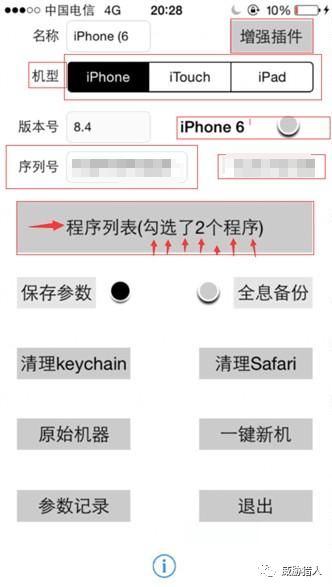 中国电信 4G 20:28 10%
名称 iPhone (6 增强插件
机型 iPhone iTouch iPad
版本号 8.4 iPhone 6
序列号
程序列表(勾选了2个程序)
保存参数 全息备份
清理keychain 清理Safari
原始机器 一键新机
参数记录 退出
威胁猎人